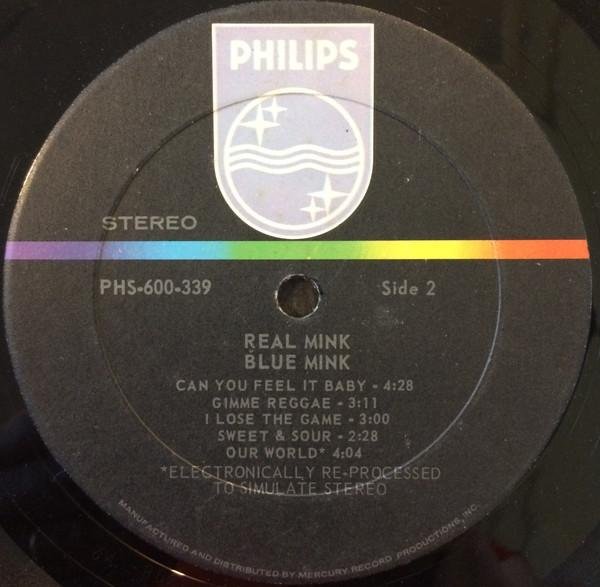 PHILIPS
STEREO
PHS-600-339
Side 2
REAL MINK
BLUE MINK
CAN YOU FEEL IT BABY - 4:28
GIMME REGGAE - 3:11
I LOSE THE GAME - 3:00
SWEET & SOUR - 2:28
OUR WORLD* 4:04
*ELECTRONICALLY RE-PROCESSED
TO SIMULATE STEREO
MANUFACTURED AND DISTRIBUTED BY MERCURY RECORD PRODUCTIONS, INC.